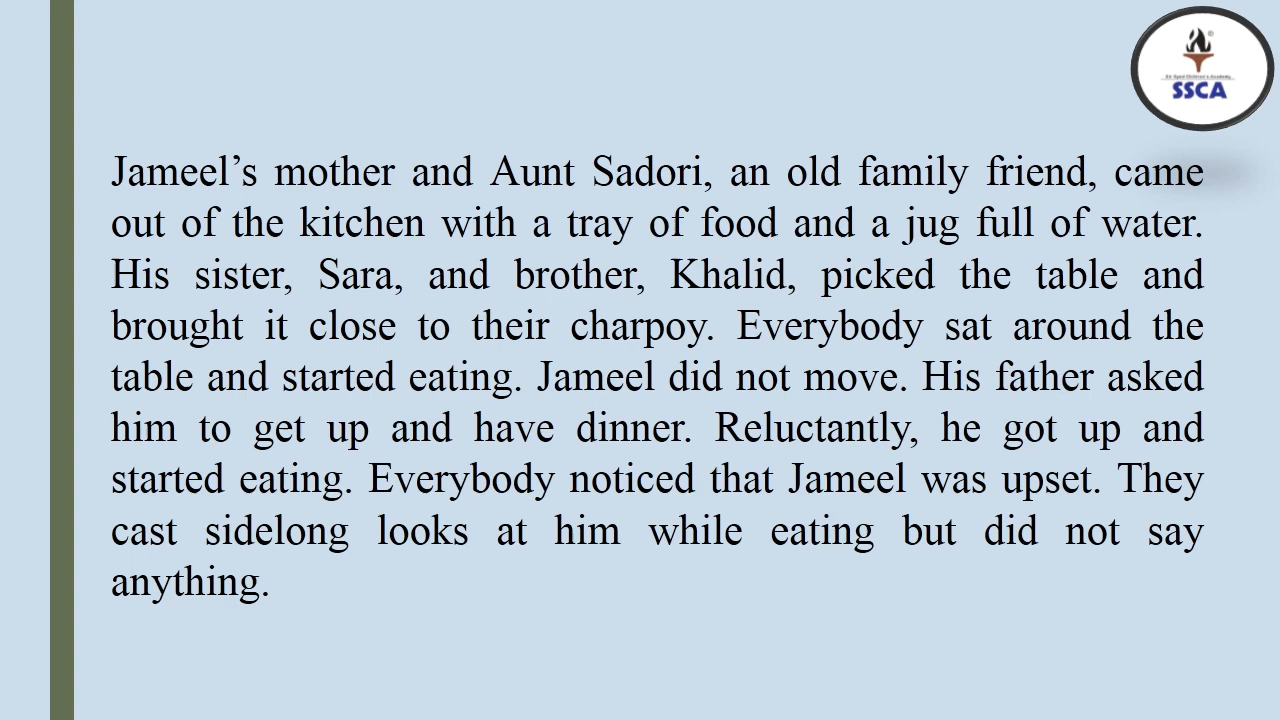 Sir Syed Children's Academy
SSCA
Jameel’s mother and Aunt Sadori, an old family friend, came
out of the kitchen with a tray of food and a jug full of water.
His sister, Sara, and brother, Khalid, picked the table and
brought it close to their charpoy. Everybody sat around the
table and started eating. Jameel did not move. His father asked
him to get up and have dinner. Reluctantly, he got up and
started eating. Everybody noticed that Jameel was upset. They
cast sidelong looks at him while eating but did not say
anything.